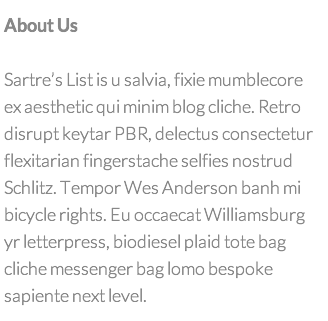 About Us
Sartre's List is u salvia, fixie mumblecore
ex aesthetic qui minim blog cliche. Retro
disrupt keytar PBR, delectus consectetur
flexitarian fingerstache selfies nostrud
Schlitz. Tempor Wes Anderson banh mi
bicycle rights. Eu occaecat Williamsburg
yr letterpress, biodiesel plaid tote bag
cliche messenger bag lomo bespoke
sapiente next level.